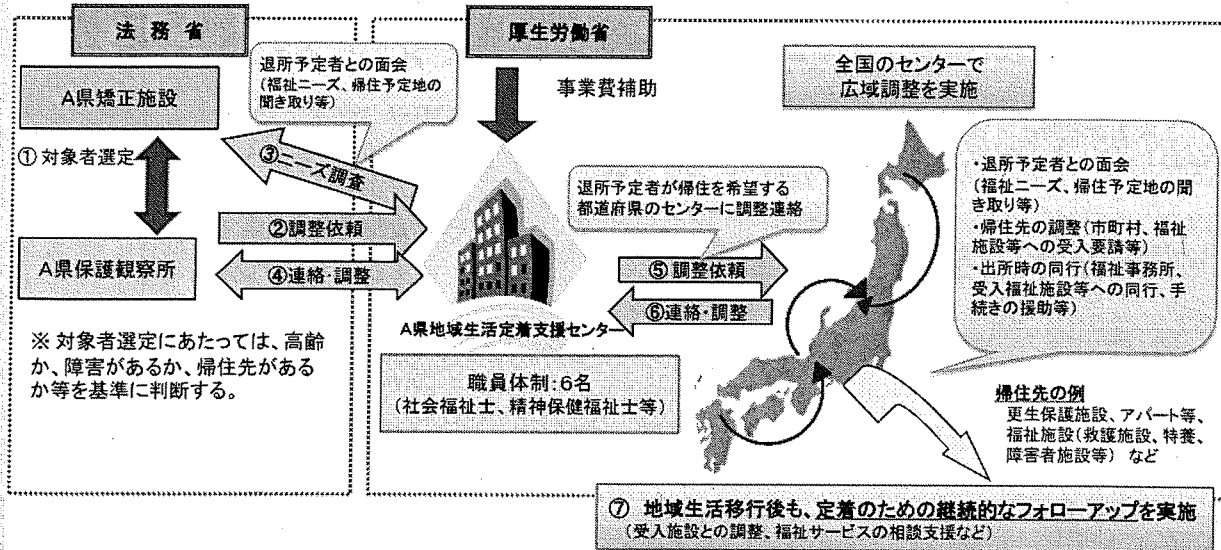 法務省
厚生労働省
A県矯正施設
退所予定者との面会
(福祉ニーズ、帰住予定地の
聞き取り等)
事業費補助
全国のセンターで
広域調整を実施
①対象者選定
③ニーズ調査
②調整依頼
A県保護観察所
④連絡・調整
退所予定者が帰住を希望する
都道府県のセンターに調整連絡
⑤調整依頼
⑥連絡・調整
A県地域生活定着支援センター
・退所予定者との面会
(福祉ニーズ、帰住予定地の聞
き取り等)
・帰住先の調整(市町村、福祉
施設等への受入要請等)
・出所時の同行(福祉事務所、
受入福祉施設等への同行、手
続きの援助等)
※ 対象者選定にあたっては、高齢
か、障害があるか、帰住先がある
か等を基準に判断する。
職員体制:6名
(社会福祉士、精神保健福祉士等)
帰住先の例
更生保護施設、アパート等、
福祉施設(救護施設、特養、
障害者施設等) など
⑦ 地域生活移行後も、定着のための継続的なフォローアップを実施
(受入施設との調整、福祉サービスの相談支援など)